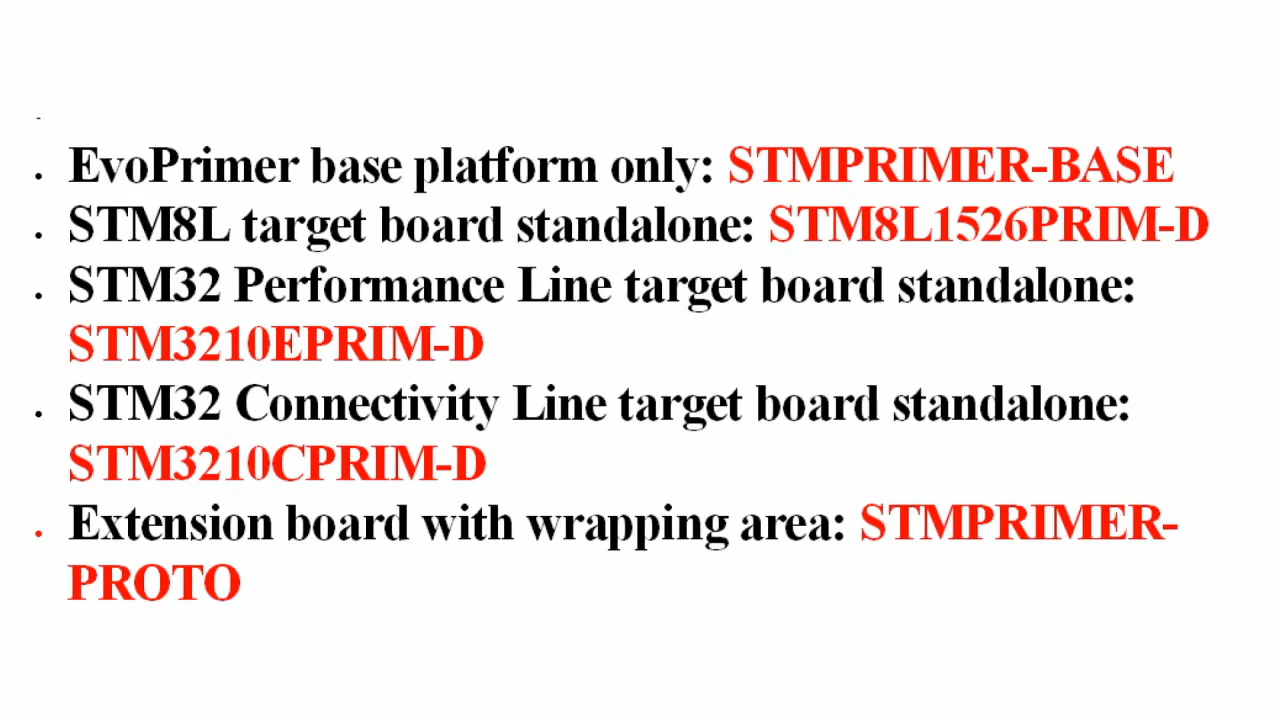 EvoPrimer base platform only: STMPRIMER-BASE
STM8L target board standalone: STM8L1526PRIM-D
STM32 Performance Line target board standalone:
STM3210EPRIM-D
STM32 Connectivity Line target board standalone:
STM3210CPRIM-D
Extension board with wrapping area: STMPRIMER-
PROTO